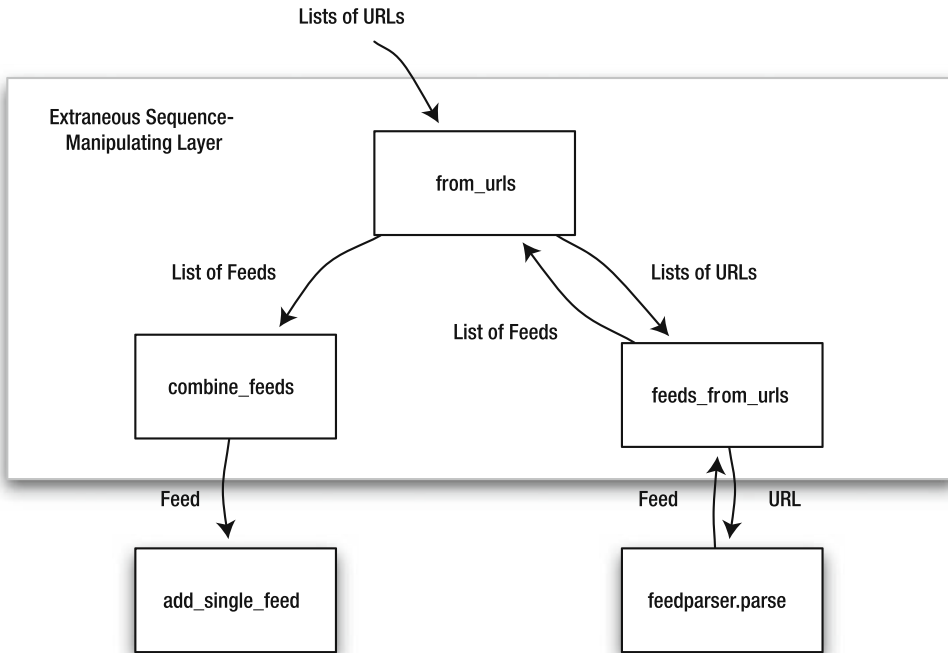 Lists of URLs
Extraneous Sequence-
Manipulating Layer
from_urls
List of Feeds
Lists of URLs
List of Feeds
combine_feeds
feeds_from_urls
Feed
Feed
URL
add_single_feed
feedparser.parse